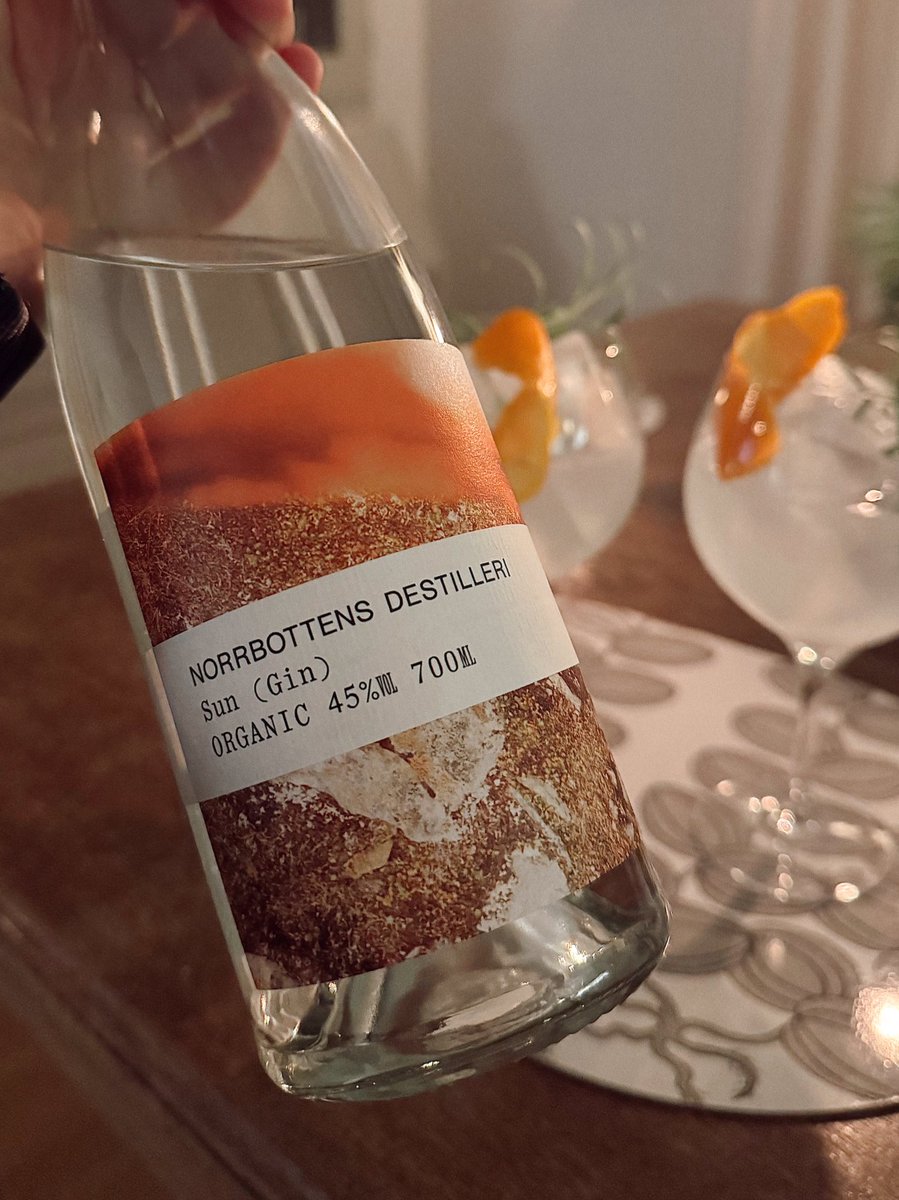 NORRBOTTENS DESTILLERI
Sun (Gin)
ORGANIC 45%VOL 700ML